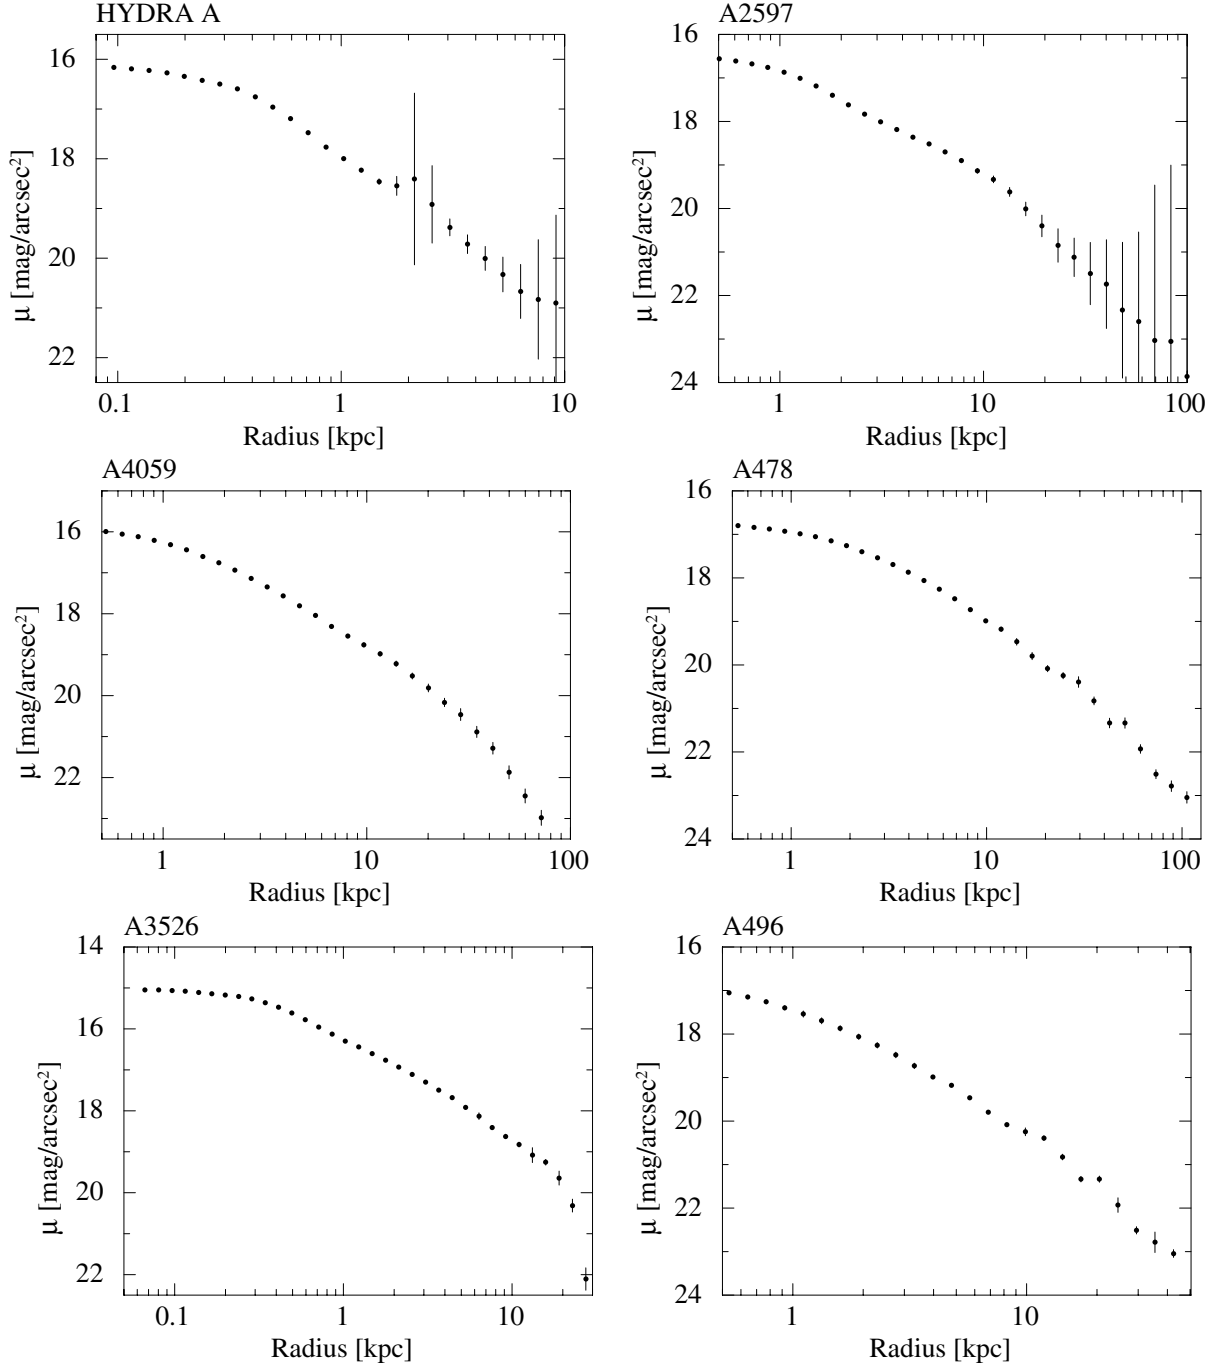 HYDRA A
16
18
20
22
μ [mag/arcsec²]
0.1 1 10
Radius [kpc]
A2597
16
18
20
22
24
μ [mag/arcsec²]
1 10 100
Radius [kpc]
A4059
16
18
20
22
μ [mag/arcsec²]
1 10 100
Radius [kpc]
A478
16
18
20
22
24
μ [mag/arcsec²]
1 10 100
Radius [kpc]
A3526
14
16
18
20
22
μ [mag/arcsec²]
0.1 1 10
Radius [kpc]
A496
16
18
20
22
24
μ [mag/arcsec²]
1 10
Radius [kpc]